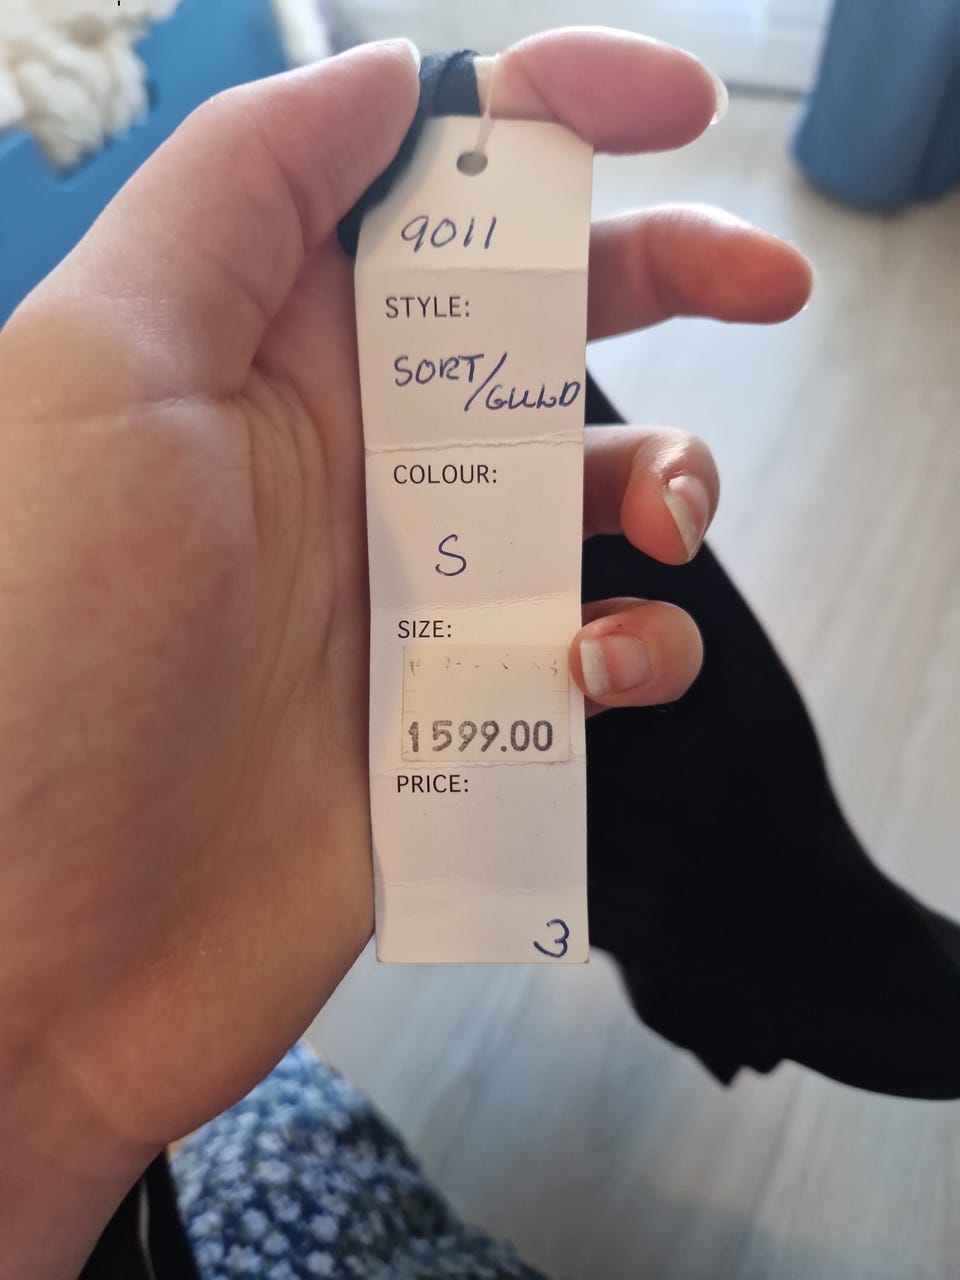 9011
STYLE:
SORT/GULD
COLOUR:
S
SIZE:
1599.00
PRICE:
3